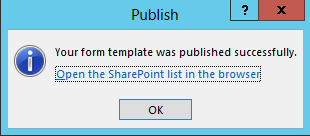 Publish
?
Your form template was published successfully.
Open the SharePoint list in the browser
OK